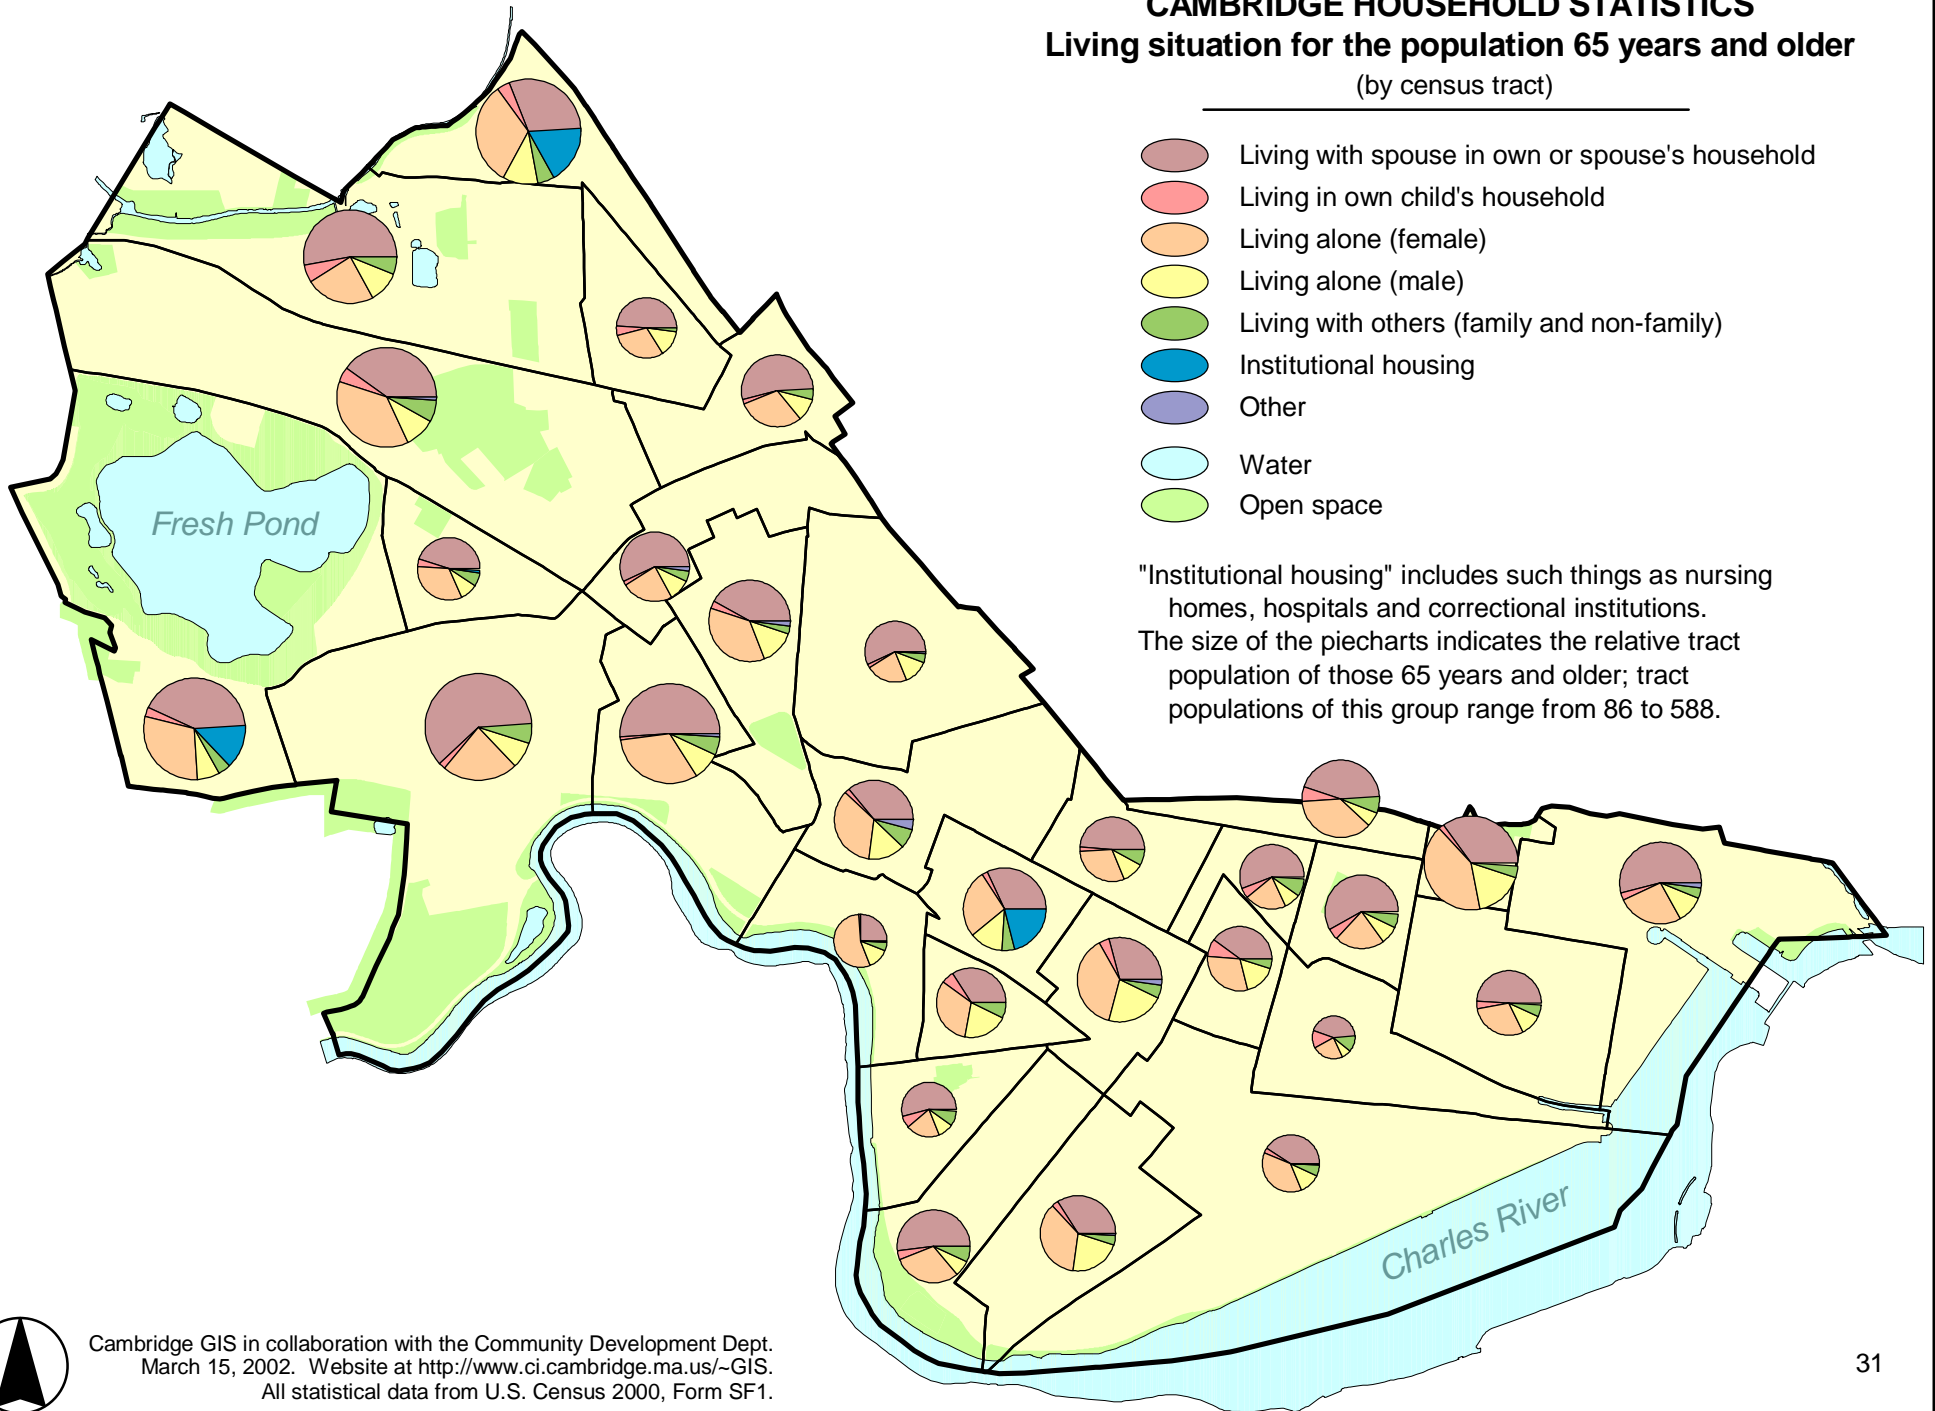 CAMBRIDGE HOUSEHOLD STATISTICS
Living situation for the population 65 years and older
(by census tract)
Living with spouse in own or spouse's household
Living in own child's household
Living alone (female)
Living alone (male)
Living with others (family and non-family)
Institutional housing
Other
Water
Open space
"Institutional housing" includes such things as nursing
homes, hospitals and correctional institutions.
The size of the piecharts indicates the relative tract
population of those 65 years and older; tract
populations of this group range from 86 to 588.
Fresh Pond
Charles River
Cambridge GIS in collaboration with the Community Development Dept.
March 15, 2002. Website at http://www.ci.cambridge.ma.us/~GIS.
All statistical data from U.S. Census 2000, Form SF1.
31